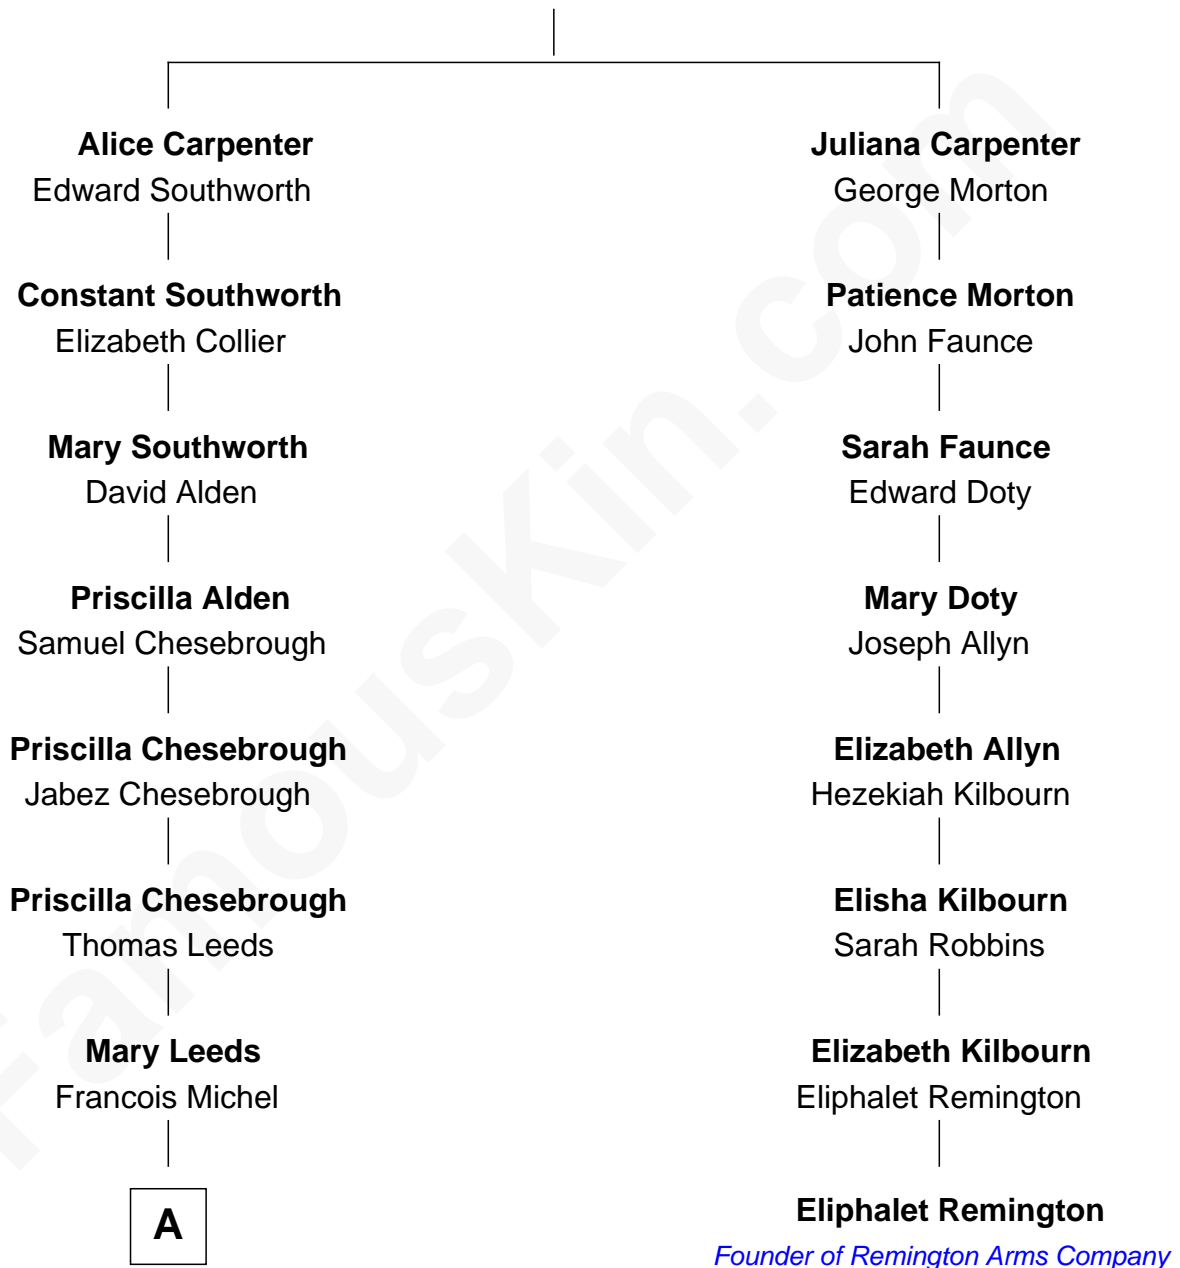 Alice Carpenter
Edward Southworth
Constant Southworth
Elizabeth Collier
Mary Southworth
David Alden
Priscilla Alden
Samuel Chesebrough
Priscilla Chesebrough
Jabez Chesebrough
Priscilla Chesebrough
Thomas Leeds
Mary Leeds
Francois Michel
A
Juliana Carpenter
George Morton
Patience Morton
John Faunce
Sarah Faunce
Edward Doty
Mary Doty
Joseph Allyn
Elizabeth Allyn
Hezekiah Kilbourn
Elisha Kilbourn
Sarah Robbins
Elizabeth Kilbourn
Eliphalet Remington
Eliphalet Remington
Founder of Remington Arms Company
FamousKin.com